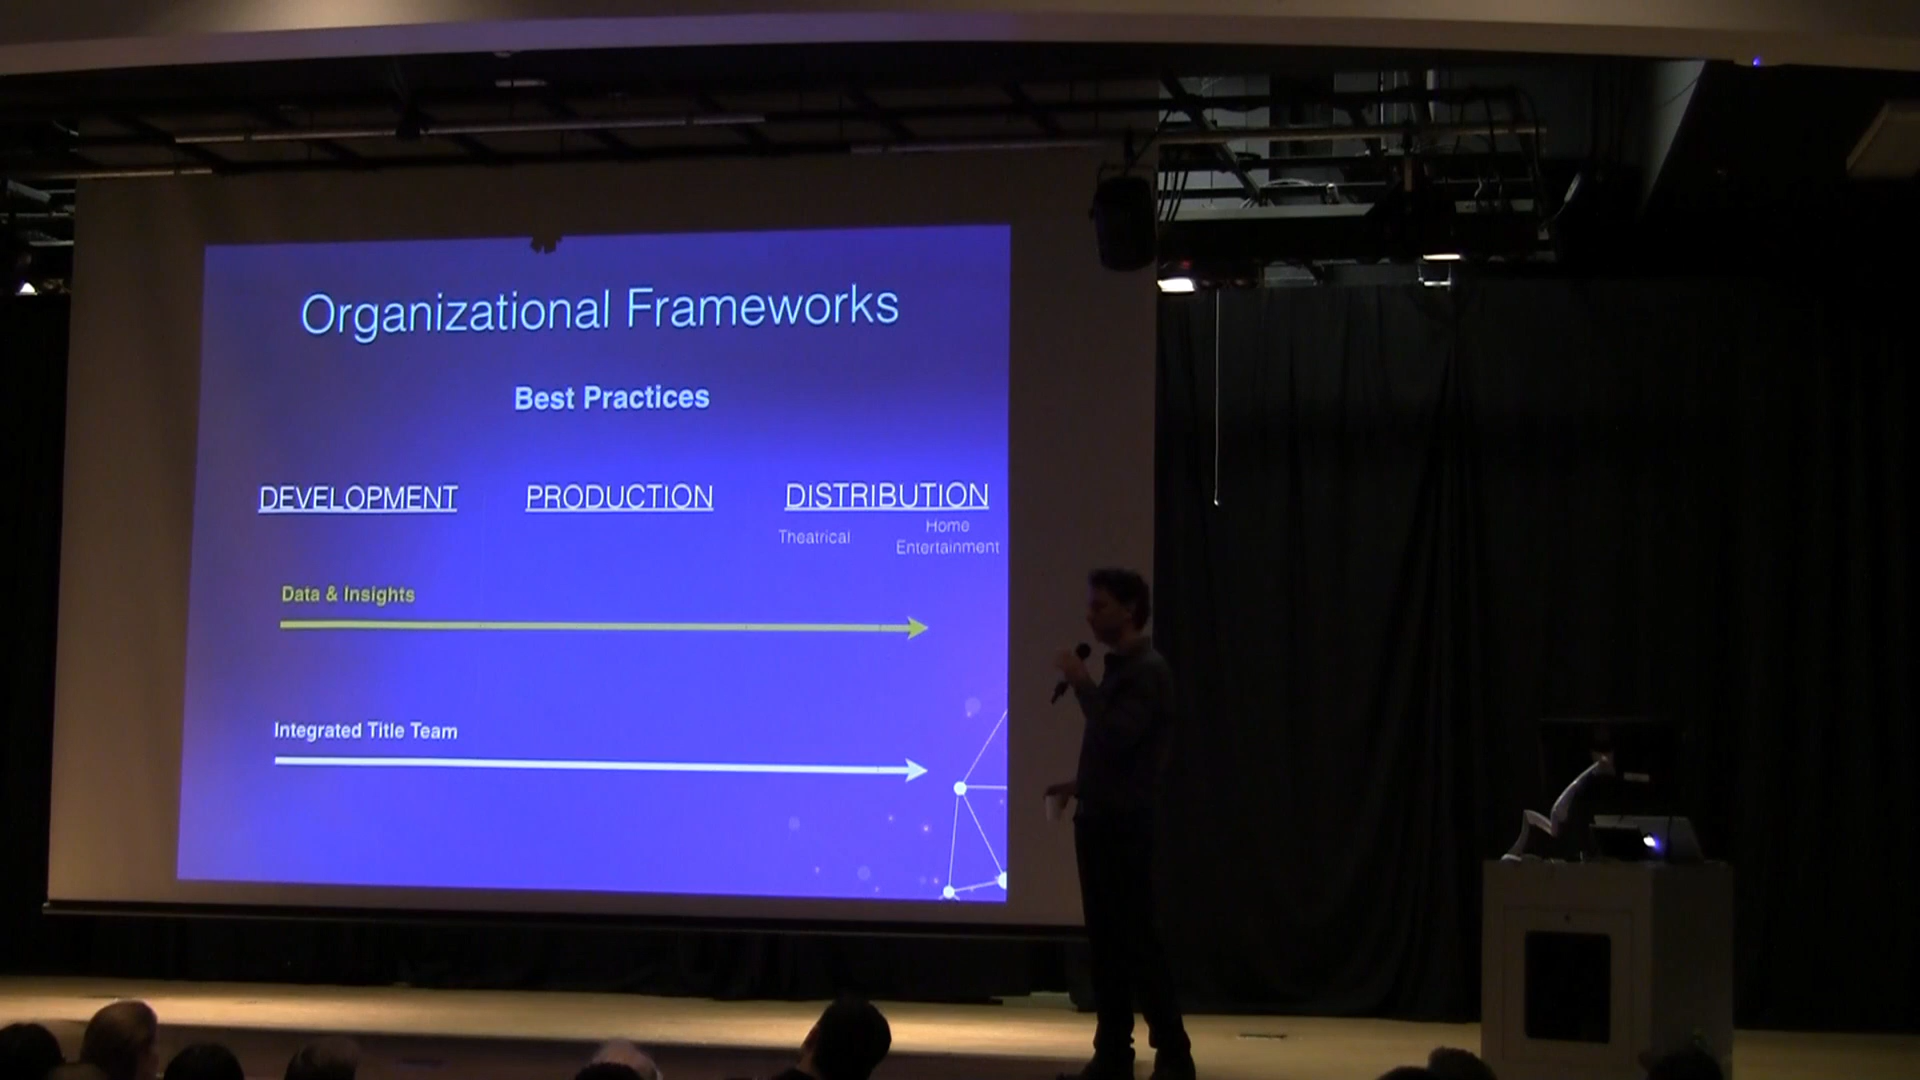 Organizational Frameworks
Best Practices
DEVELOPMENT PRODUCTION DISTRIBUTION
Theatrical
Home
Entertainment
Data & Insights
Integrated Title Team